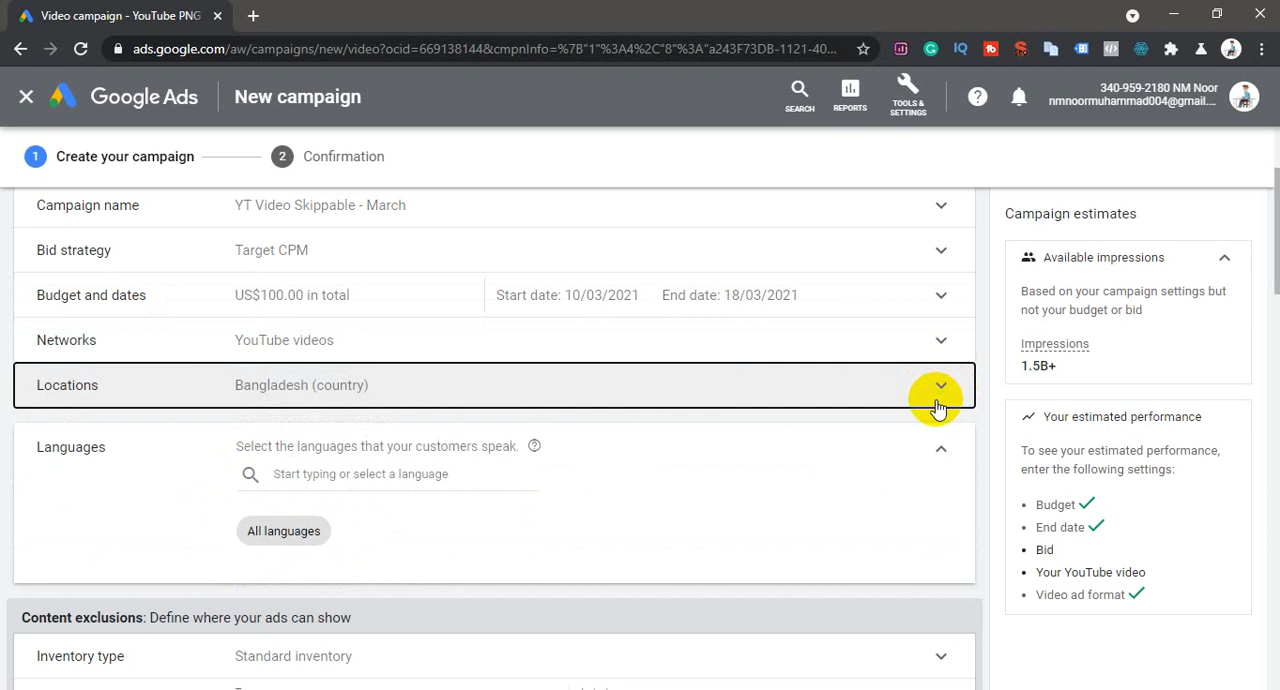 Video campaign - YouTube PNG
ads.google.com/aw/campaigns/new/video?ocid=669138144&cmpnInfo=%7B"1"%3A4%2C"8"%3A"a243F73DB-1121-40...
Google Ads
New campaign
SEARCH
REPORTS
TOOLS &
SETTINGS
340-959-2180 NM Noor
nmnoormuhammad004@gmail....
1 Create your campaign
2 Confirmation
Campaign name YT Video Skippable - March
Bid strategy Target CPM
Budget and dates US$100.00 in total Start date: 10/03/2021 End date: 18/03/2021
Networks YouTube videos
Locations Bangladesh (country)
Languages Select the languages that your customers speak.
Start typing or select a language
All languages
Content exclusions: Define where your ads can show
Inventory type Standard inventory
Campaign estimates
Available impressions
Based on your campaign settings but
not your budget or bid
Impressions
1.5B+
Your estimated performance
To see your estimated performance,
enter the following settings:
• Budget
• End date
• Bid
• Your YouTube video
• Video ad format